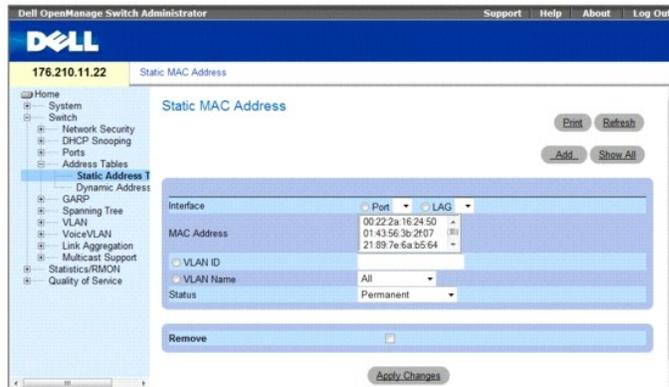 Dell OpenManage Switch Administrator
Support Help About Log Out
DELL
176.210.11.22
Static MAC Address
Home
System
Switch
Network Security
DHCP Snooping
Ports
Address Tables
Static Address T
Dynamic Address
GARP
Spanning Tree
VLAN
VoiceVLAN
Link Aggregation
Multicast Support
Statistics/RMON
Quality of Service
Static MAC Address
Print Refresh
Add Show All
Interface Port LAG
MAC Address
00:22:2a:16:24:50
01:43:56:3b:2f:07
21:89:7e:6a:b5:64
VLAN ID
VLAN Name All
Status Permanent
Remove
Apply Changes